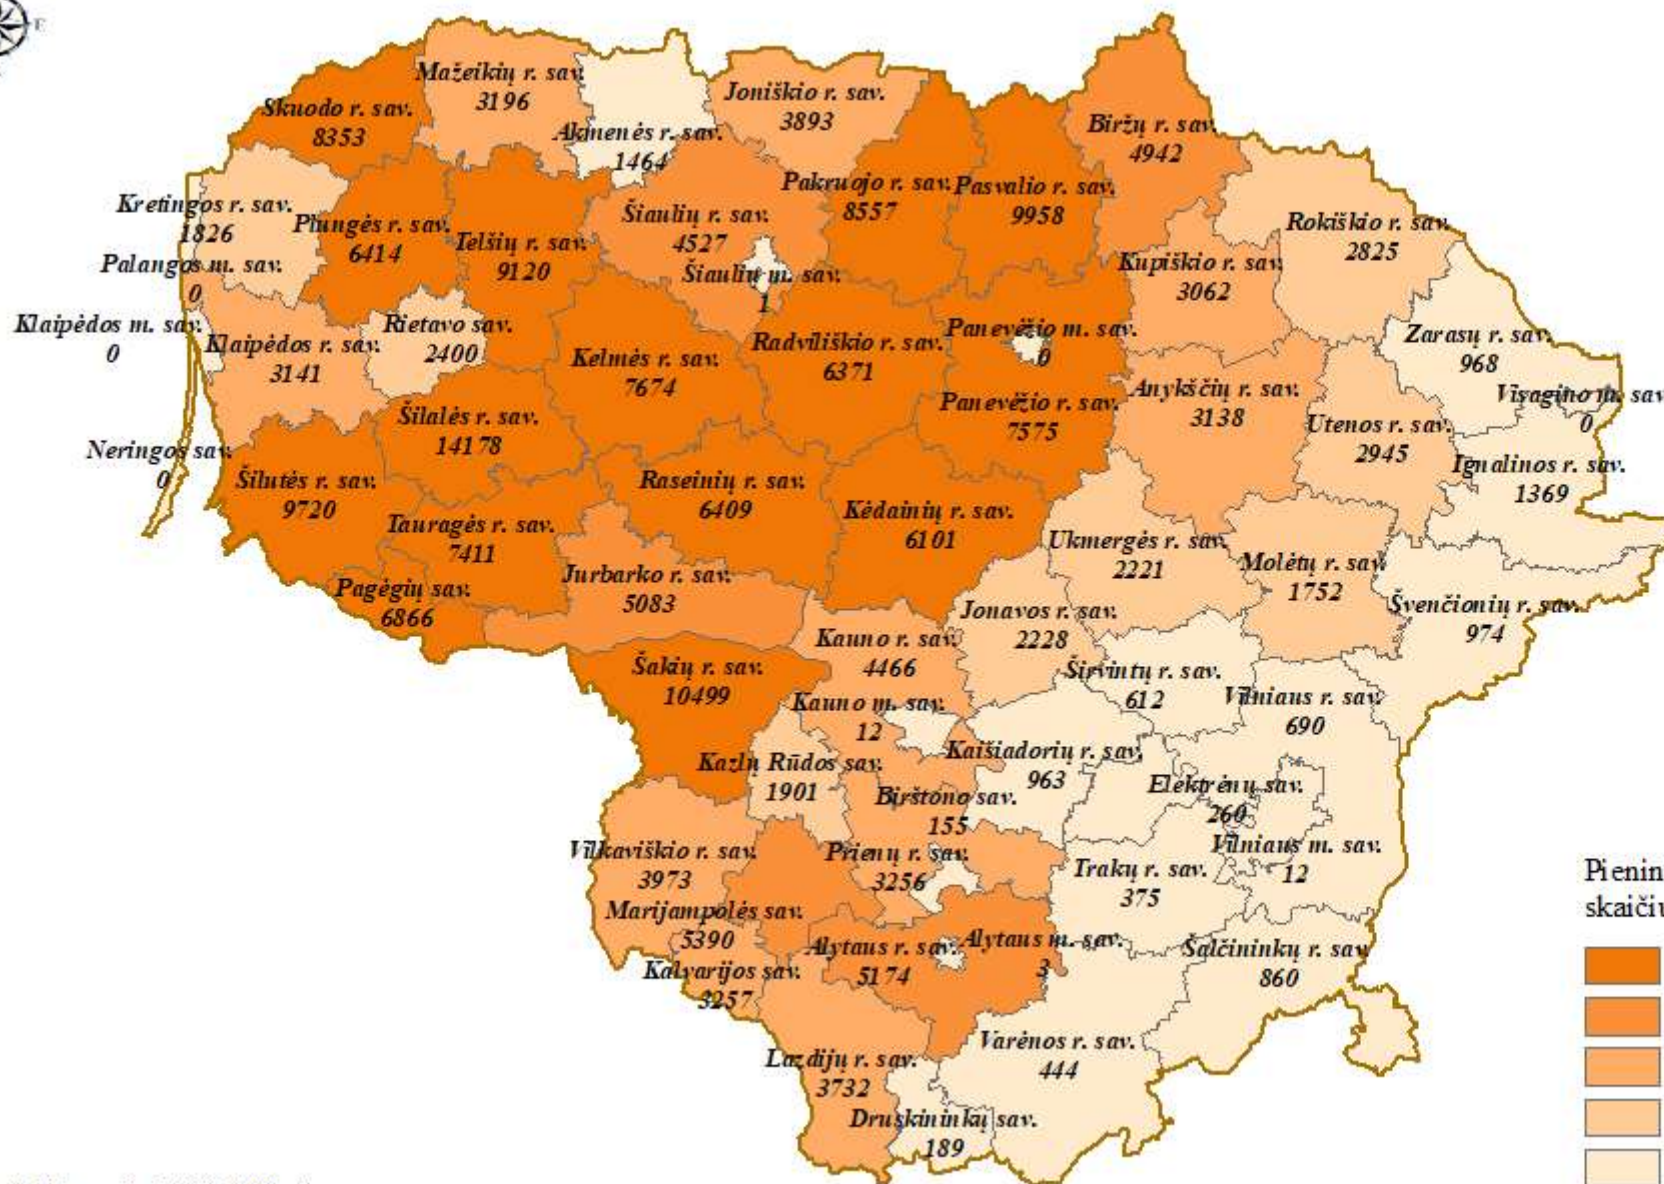 E
Mažeikių r. sav.
3196
Skuodo r. sav.
8353
Akmenės r. sav.
1464
Joniškio r. sav.
3893
Biržų r. sav.
4942
Pakruojo r. sav.
8557
Pasvalio r. sav.
9958
Kretingos r. sav.
1826
Plungės r. sav.
6414
Telšių r. sav.
9120
Šiaulių r. sav.
4527
Šiaulių m. sav.
1
Rokiškio r. sav.
2825
Kupiškio r. sav.
3062
Palangos m. sav.
0
Klaipėdos m. sav.
0
Klaipėdos r. sav.
3141
Rietavo sav.
2400
Kelmės r. sav.
7674
Radviliškio r. sav.
6371
Panevėžio m. sav.
0
Panevėžio r. sav.
7575
Zarasų r. sav.
968
Visagino m. sav
0
Anykščių r. sav.
3138
Utenos r. sav.
2945
Ignalinos r. sav.
1369
Šilalės r. sav.
14178
Neringos sav.
0
Šilutės r. sav.
9720
Raseinių r. sav.
6409
Kėdainių r. sav.
6101
Tauragės r. sav.
7411
Pagėgių sav.
6866
Jurbarko r. sav.
5083
Ukmergės r. sav.
2221
Molėtų r. sav.
1752
Švenčionių r. sav.
974
Jonavos r. sav.
2228
Kauno r. sav.
4466
Šakių r. sav.
10499
Širvintų r. sav.
612
Vilniaus r. sav.
690
Kauno m. sav.
12
Kaišiadorių r. sav.
963
Kazlų Rūdos sav.
1901
Birštono sav.
155
Elektrėnų sav.
260
Vilniaus m. sav.
12
Vilkaviškio r. sav.
3973
Prienų r. sav.
3256
Trakų r. sav.
375
Marijampolės sav.
5390
Alytaus r. sav.
5174
Alytaus m. sav.
3
Šalčininkų r. sav.
860
Kalvarijos sav.
3257
Varėnos r. sav.
444
Lazdijų r. sav.
3732
Druskininkų sav.
189
Pienin
skaičiu